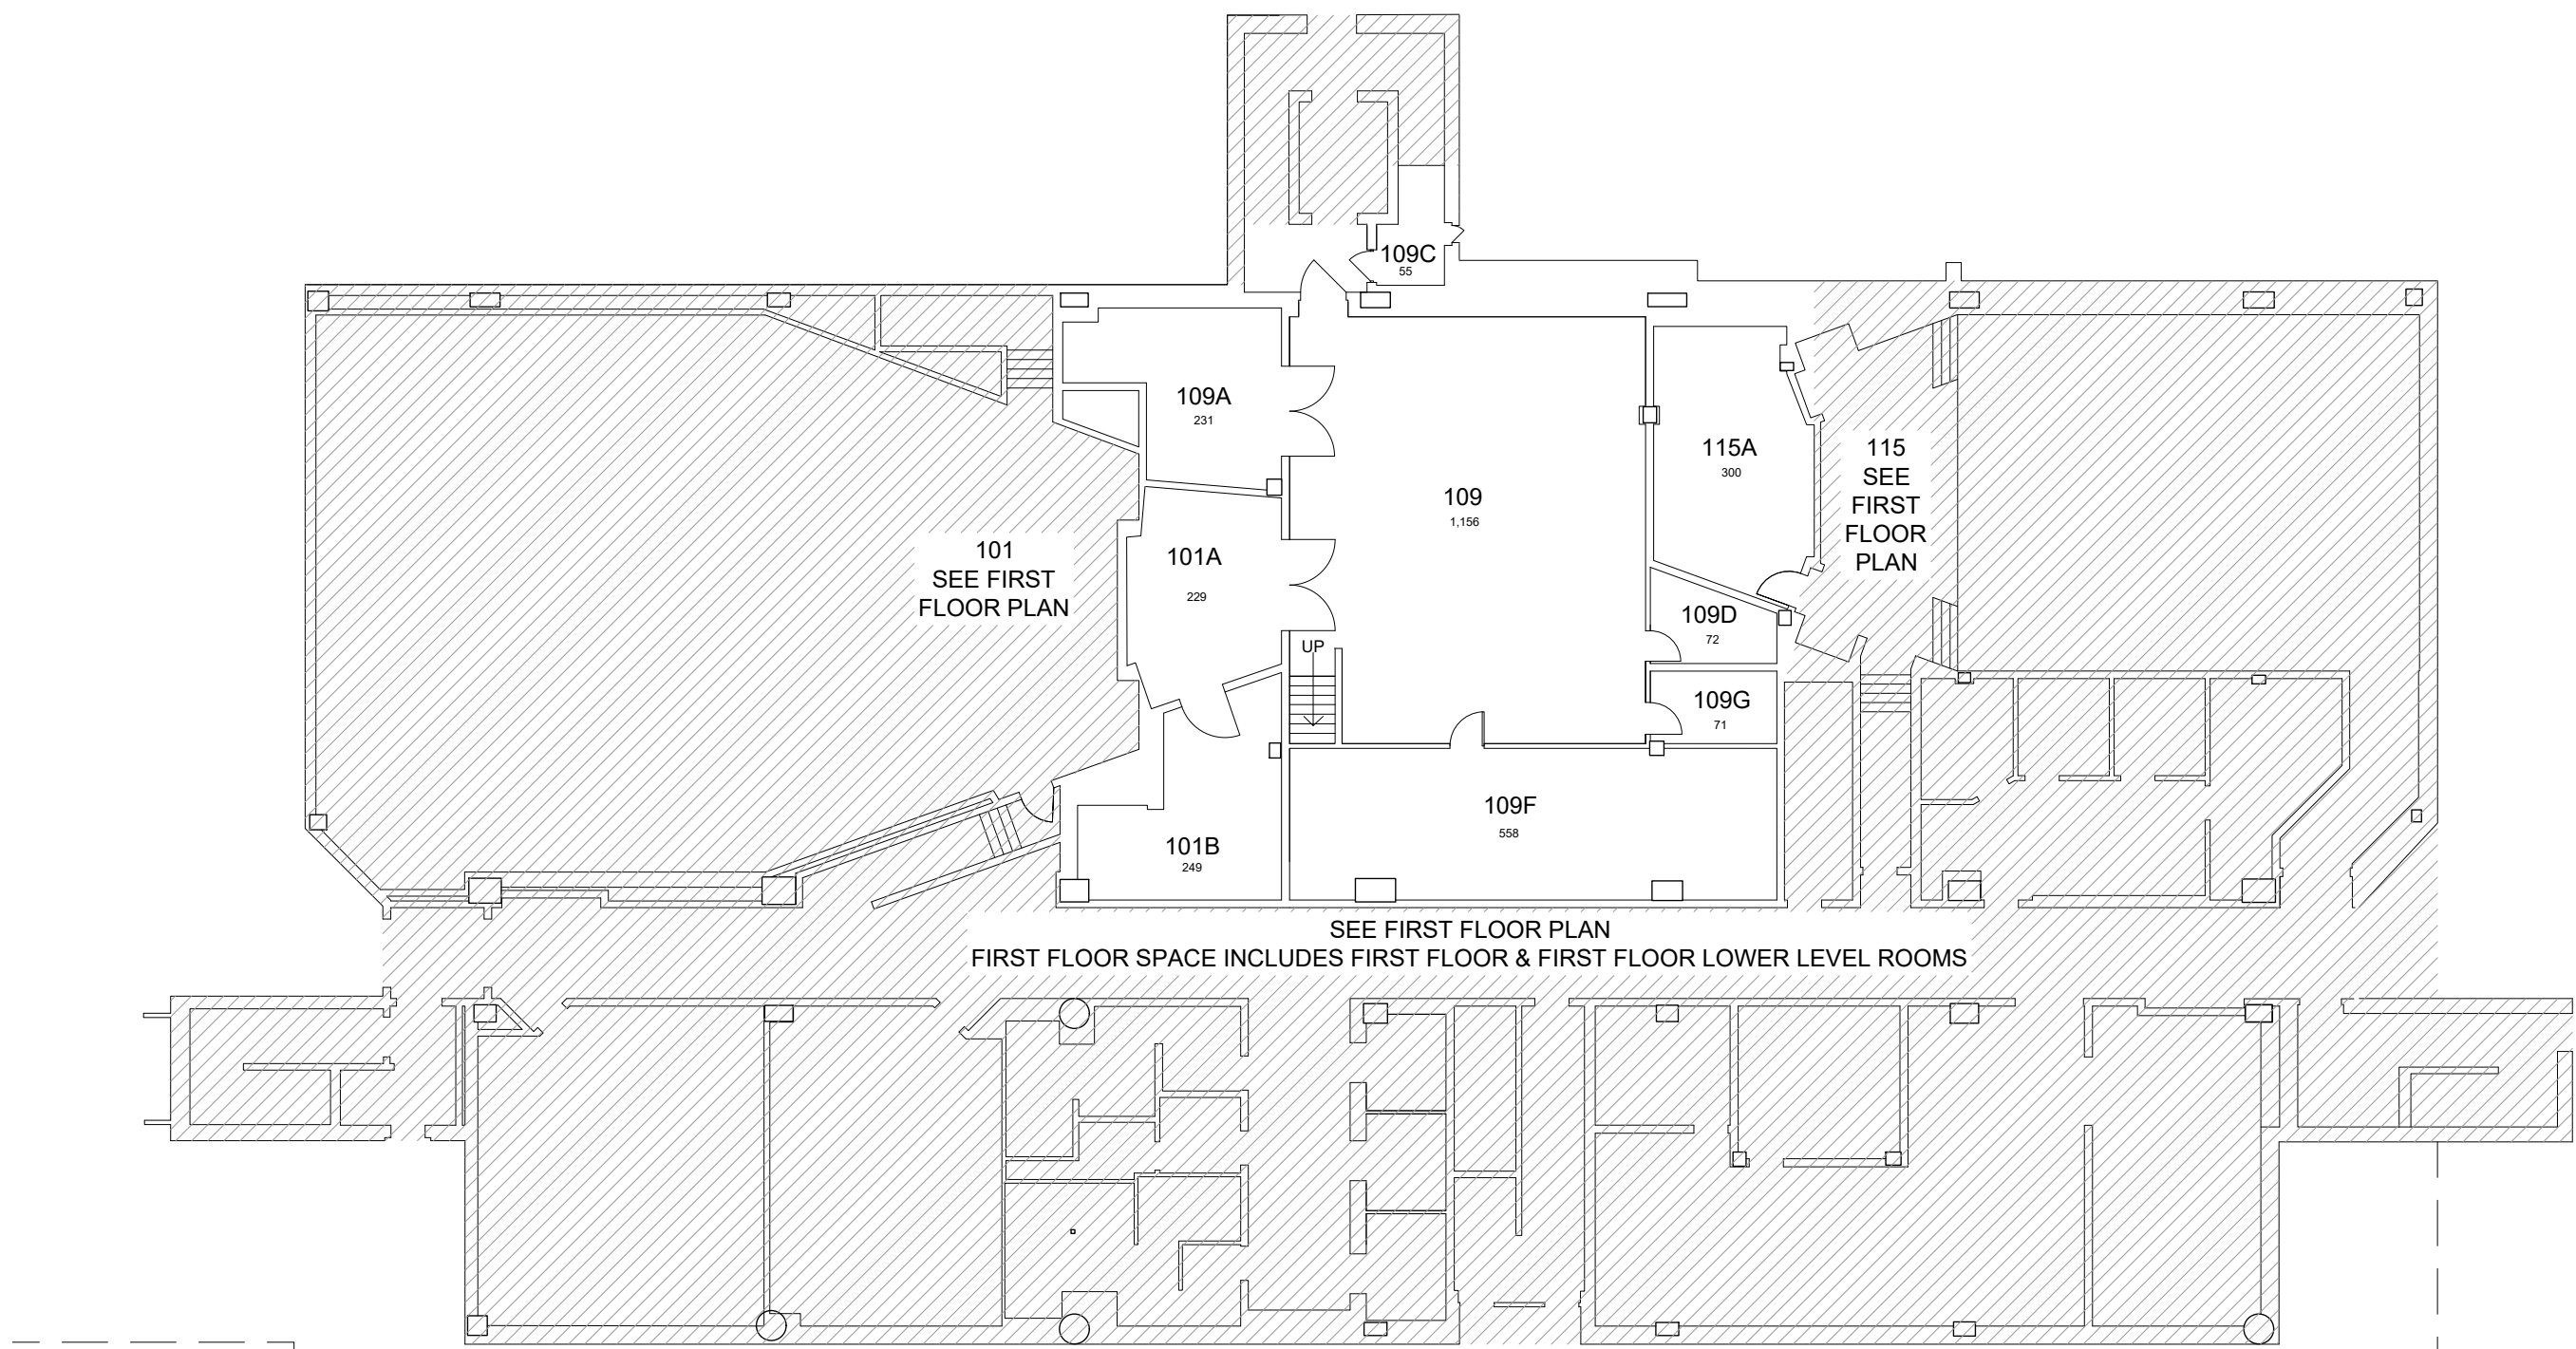 109C
55
109A
231
115A
300
115
SEE
FIRST
FLOOR
PLAN
109
1,156
101
SEE FIRST
FLOOR PLAN
101A
229
109D
72
UP
109G
71
109F
558
101B
249
SEE FIRST FLOOR PLAN
FIRST FLOOR SPACE INCLUDES FIRST FLOOR & FIRST FLOOR LOWER LEVEL ROOMS